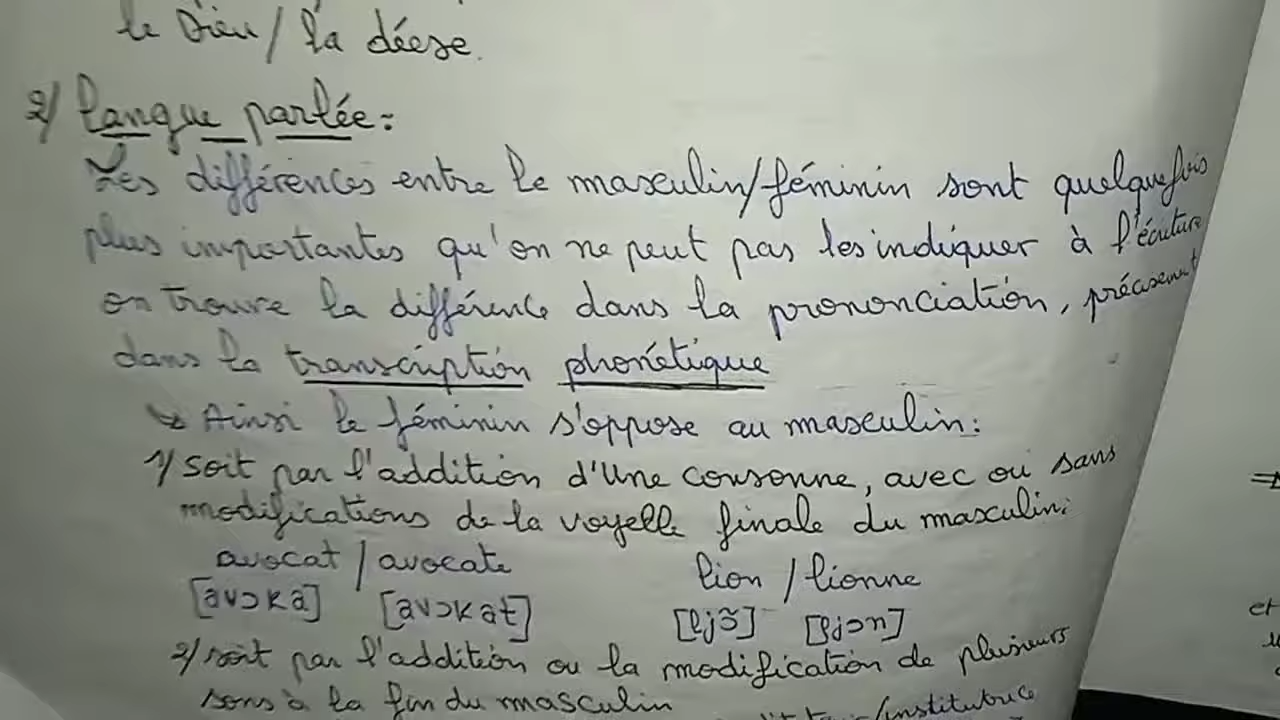 le Dieu / la déese.
2/ Langue parlée :
Les différences entre le masculin/féminin sont quelquefois
plus importantes qu'on ne peut pas les indiquer à l'écriture
on trouve la différence dans la prononciation, précisement
dans la transcription phonétique
↳ Ainsi le féminin s'oppose au masculin :
1/ soit par l'addition d'une consonne, avec ou sans
modifications de la voyelle finale du masculin :
avocat / avocate lion / lionne
[avɔka] [avɔkat] [ljɔ̃] [ljɔn]
2/ soit par l'addition ou la modification de plusieurs
sons à la fin du masculin
/institutrice
et